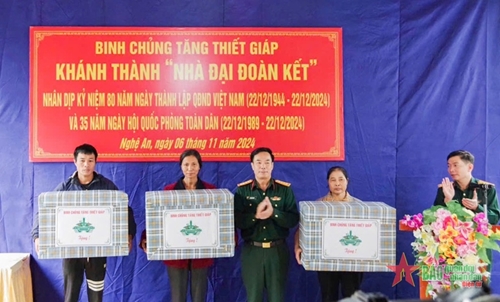 BINH CHỦNG TĂNG THIẾT GIÁP
KHÁNH THÀNH “NHÀ ĐẠI ĐOÀN KẾT”
NHÂN DỊP KỶ NIỆM 80 NĂM NGÀY THÀNH LẬP QĐND VIỆT NAM (22/12/1944 - 22/12/2024)
VÀ 35 NĂM NGÀY HỘI QUỐC PHÒNG TOÀN DÂN (22/12/1989 - 22/12/2024)
Nghệ An, ngày 06 tháng 11 năm 2024
BINH CHỦNG TĂNG THIẾT GIÁP
Tặng
BINH CHỦNG TĂNG THIẾT GIÁP
Tặng
BINH CHỦNG TĂNG THIẾT GIÁP
Tặng
BÁO